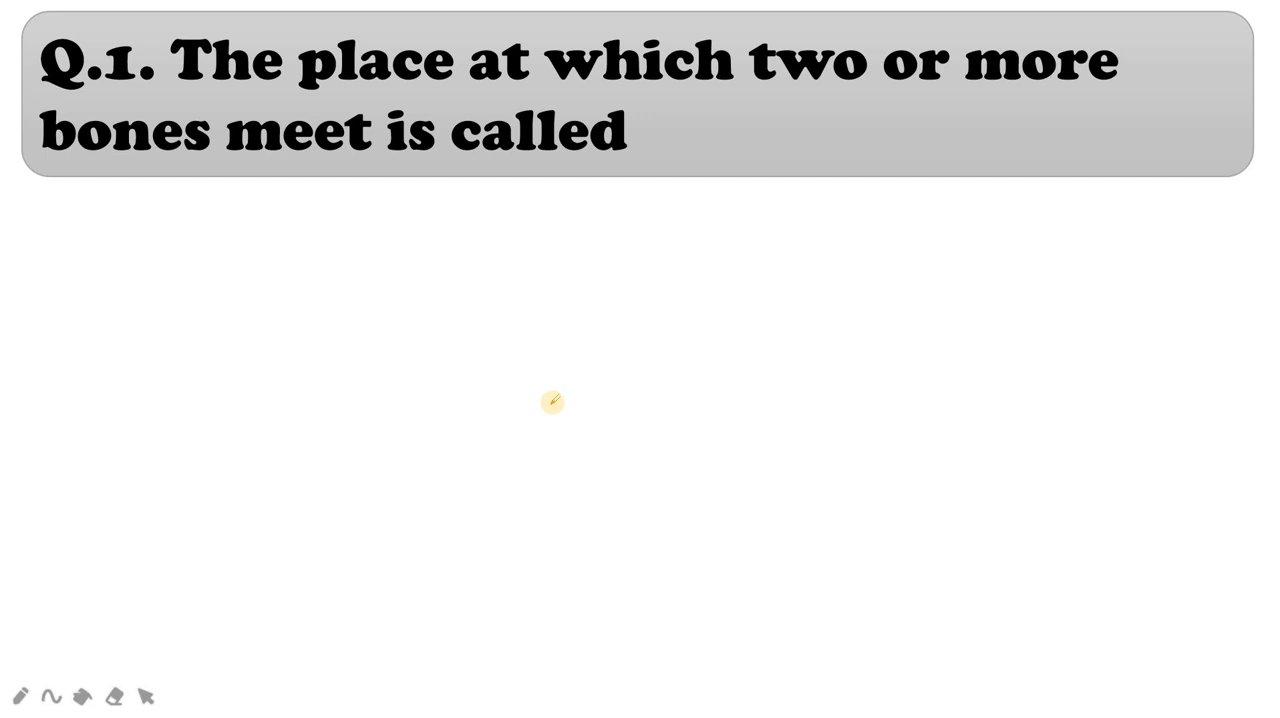 Q.1. The place at which two or more
bones meet is called